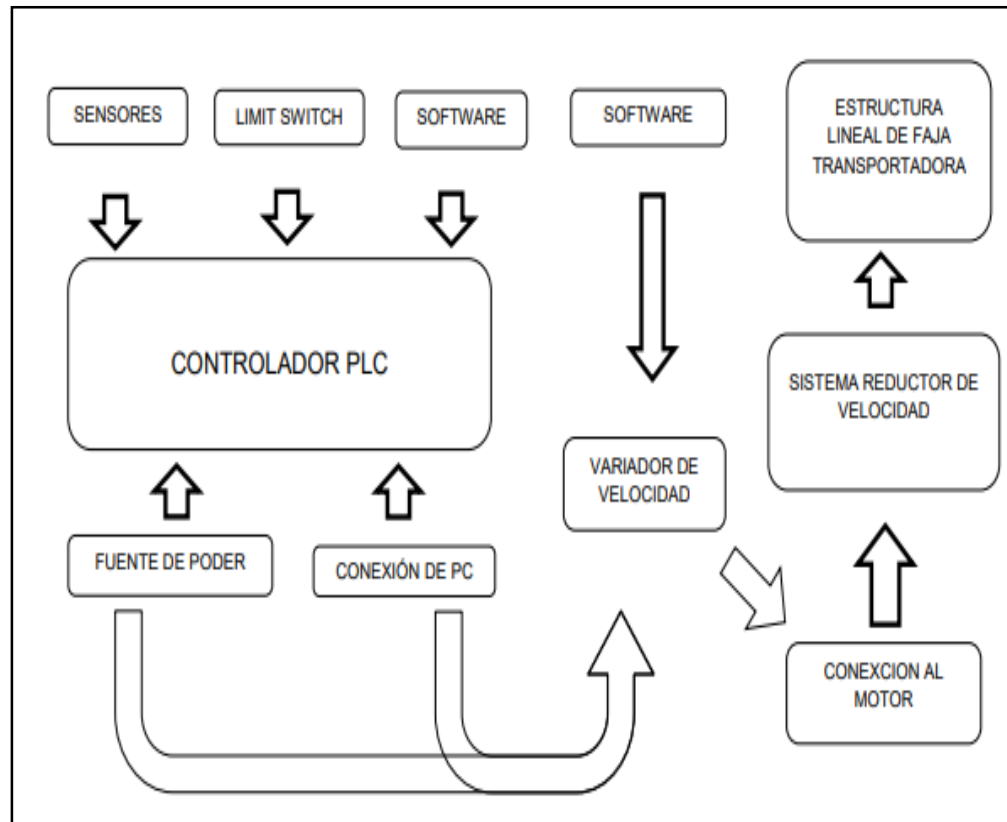 SENSORES
LIMIT SWITCH
SOFTWARE
SOFTWARE
ESTRUCTURA
LINEAL DE FAJA
TRANSPORTADORA
CONTROLADOR PLC
SISTEMA REDUCTOR DE
VELOCIDAD
VARIADOR DE
VELOCIDAD
FUENTE DE PODER
CONEXIÓN DE PC
CONEXCION AL
MOTOR